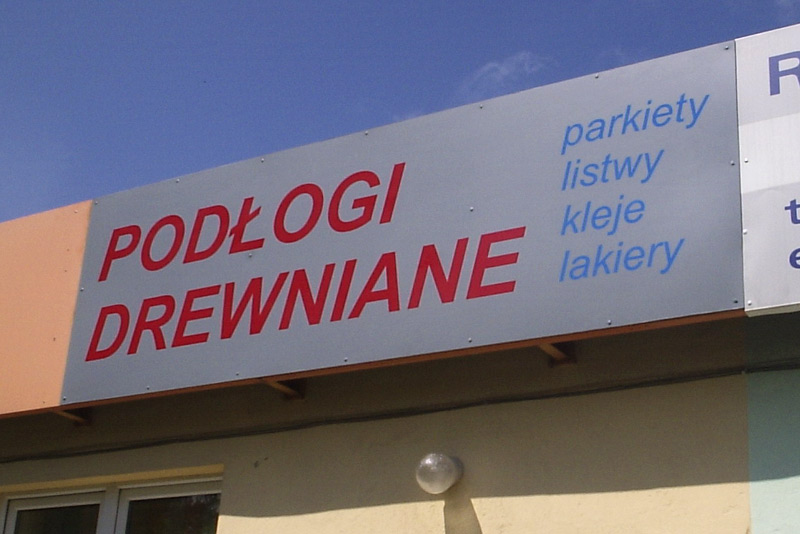 PODŁOGI
DREWNIANE
parkiety
listwy
kleje
lakiery